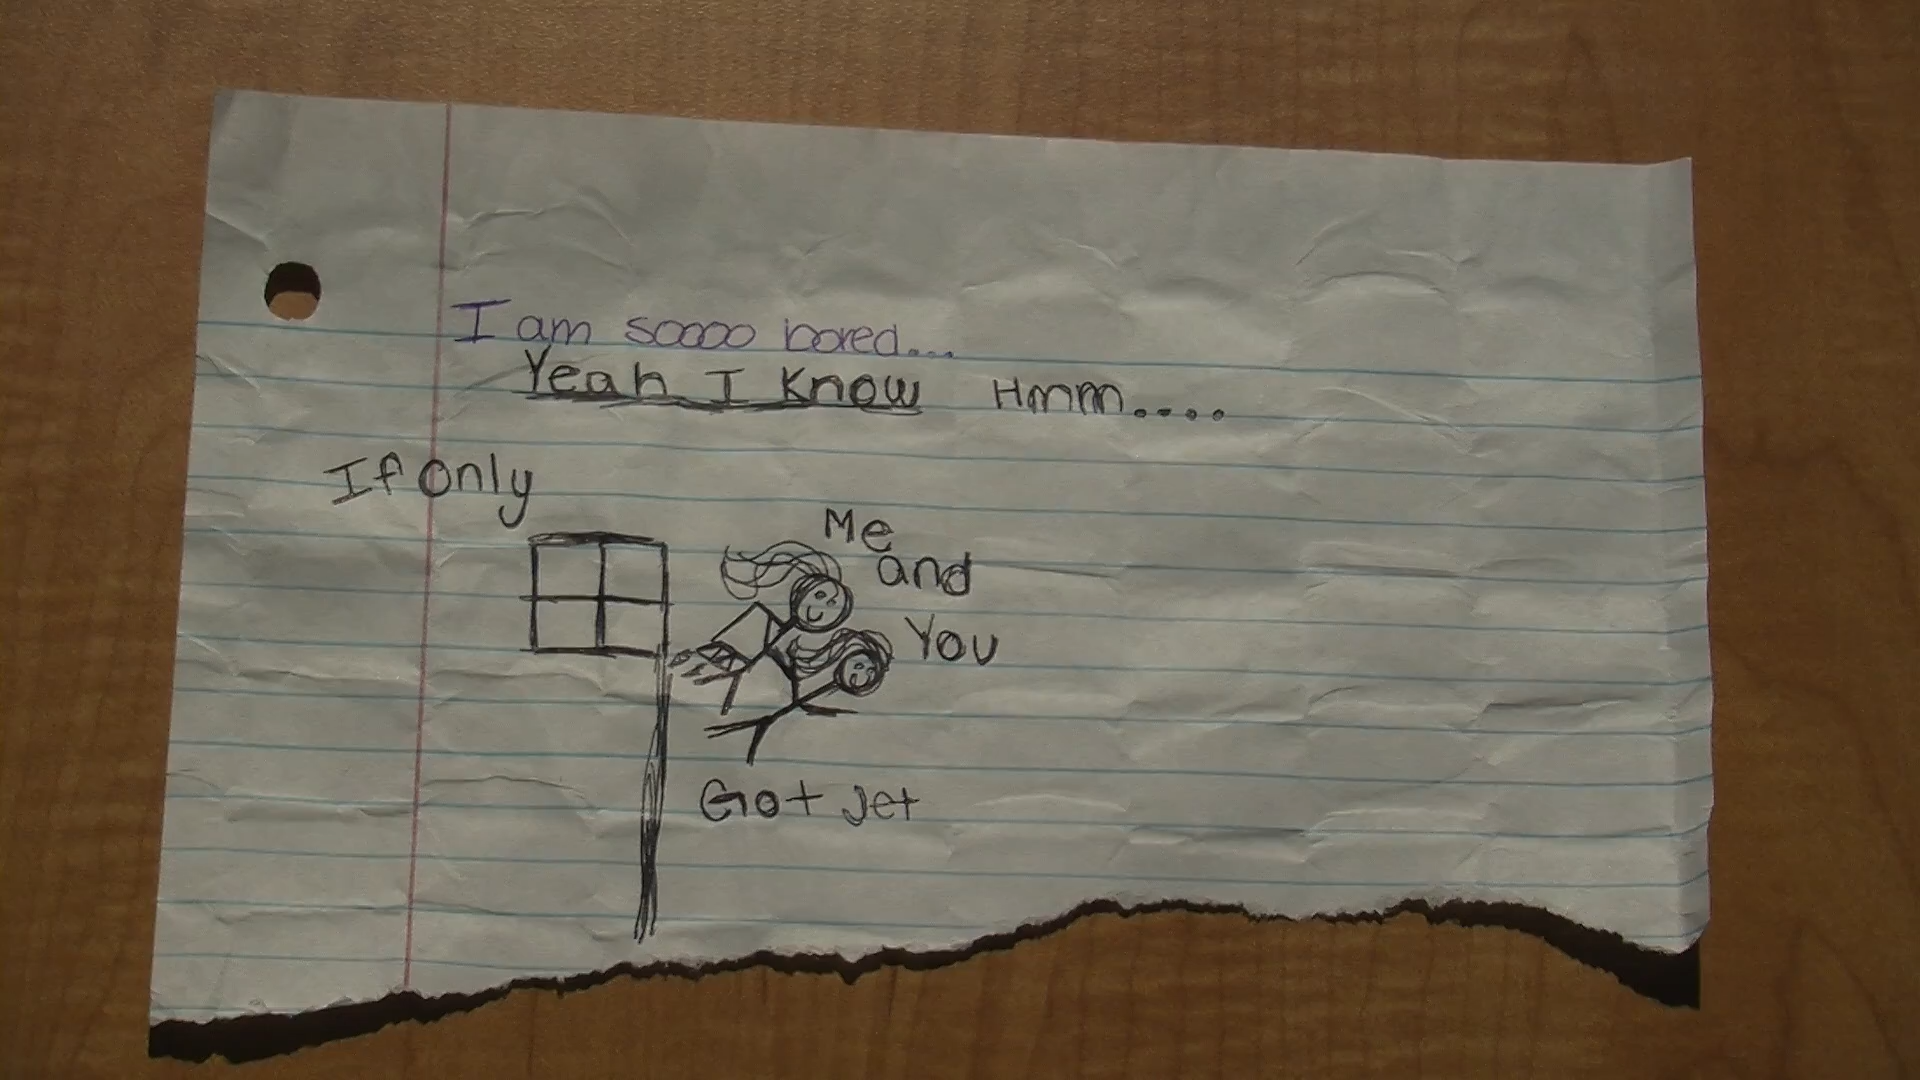 I am soooo bored...
Yeah I Know Hmm....
If only
Me
and
You
Got Jet